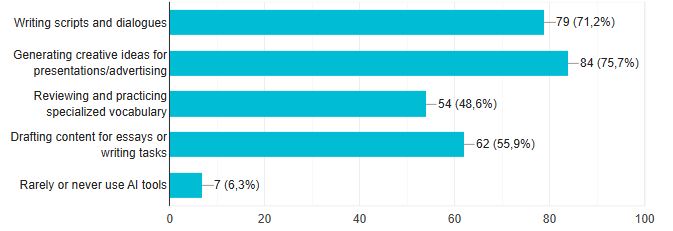 Writing scripts and dialogues
79 (71,2%)
Generating creative ideas for
presentations/advertising
84 (75,7%)
Reviewing and practicing
specialized vocabulary
54 (48,6%)
Drafting content for essays or
writing tasks
62 (55,9%)
Rarely or never use AI tools
7 (6,3%)
0 20 40 60 80 100